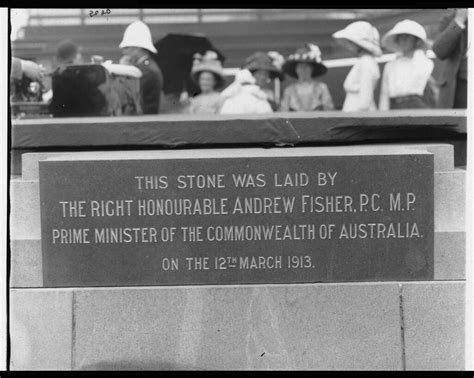 THIS STONE WAS LAID BY
THE RIGHT HONOURABLE ANDREW FISHER, P.C. M.P.
PRIME MINISTER OF THE COMMONWEALTH OF AUSTRALIA.
ON THE 12TH MARCH 1913.